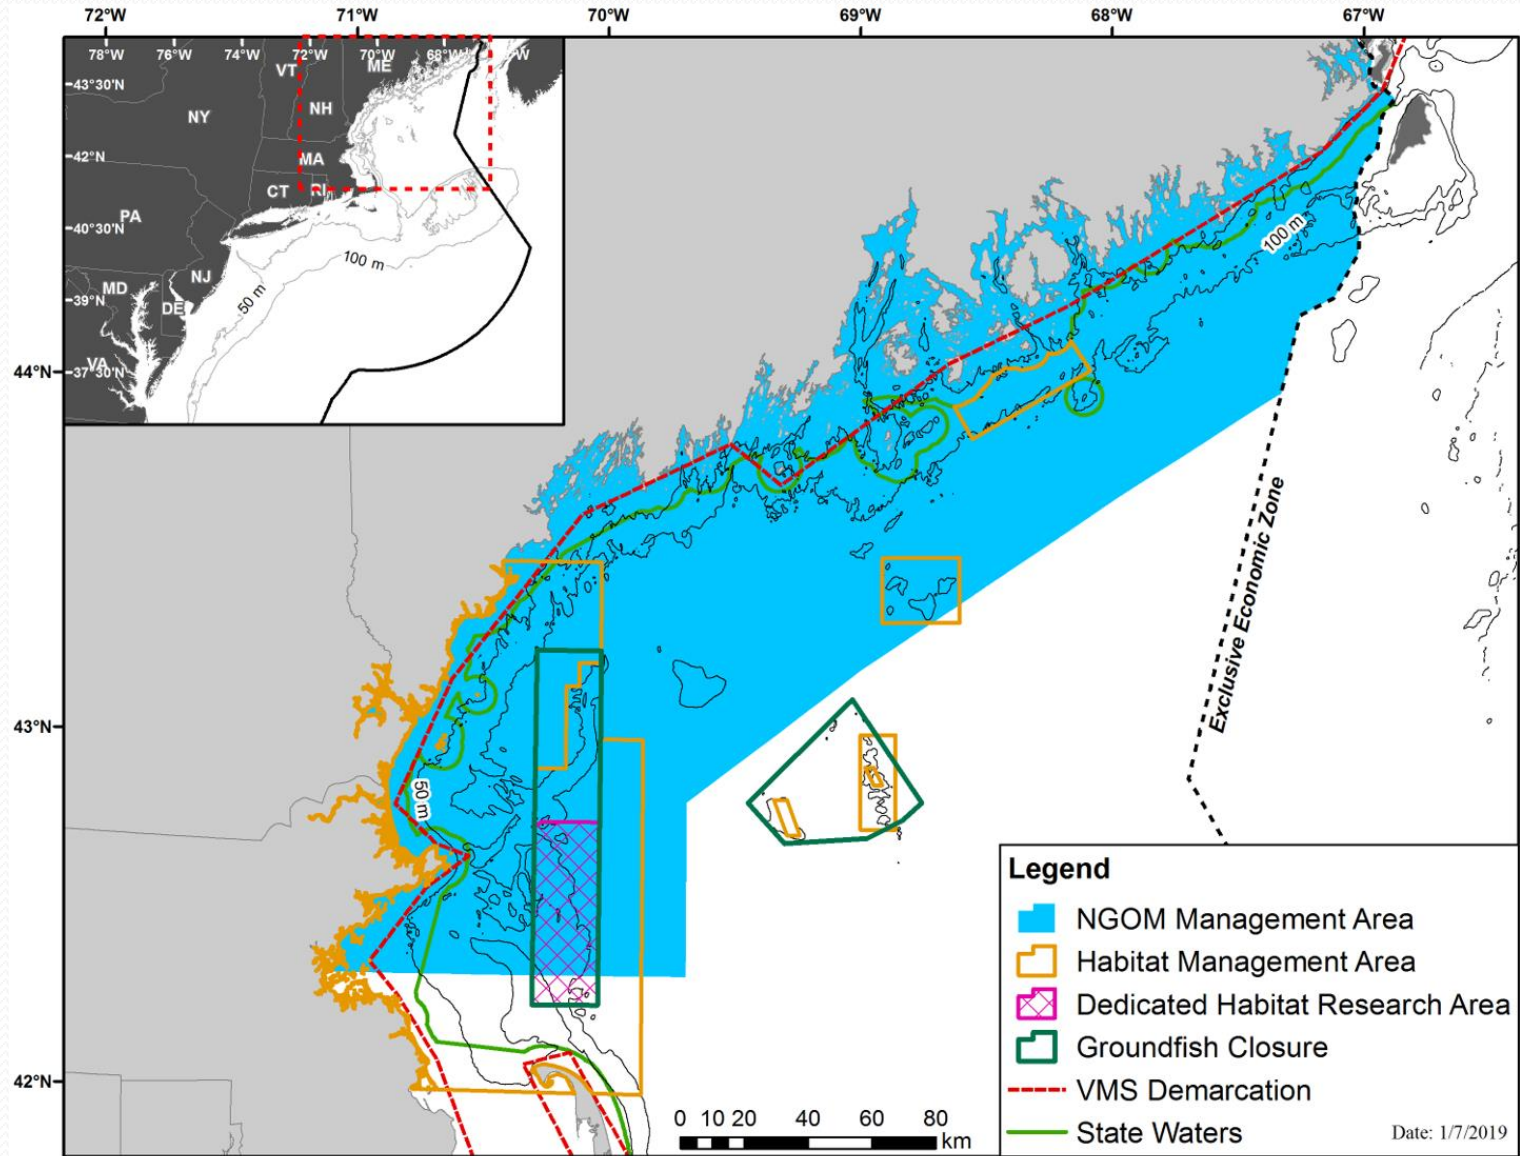 72°W 71°W 70°W 69°W 68°W 67°W
78°W 76°W 74°W 72°W 70°W 68°W
43°30'N
42°N
40°30'N
39°N
37°30'N
VT
ME
NY
NH
MA
CT
RI
PA
NJ
MD
DE
VA
100 m
50 m
44°N
43°N
42°N
100 m
50 m
Exclusive Economic Zone
Legend
NGOM Management Area
Habitat Management Area
Dedicated Habitat Research Area
Groundfish Closure
VMS Demarcation
State Waters
0 10 20 40 60 80
km
Date: 1/7/2019